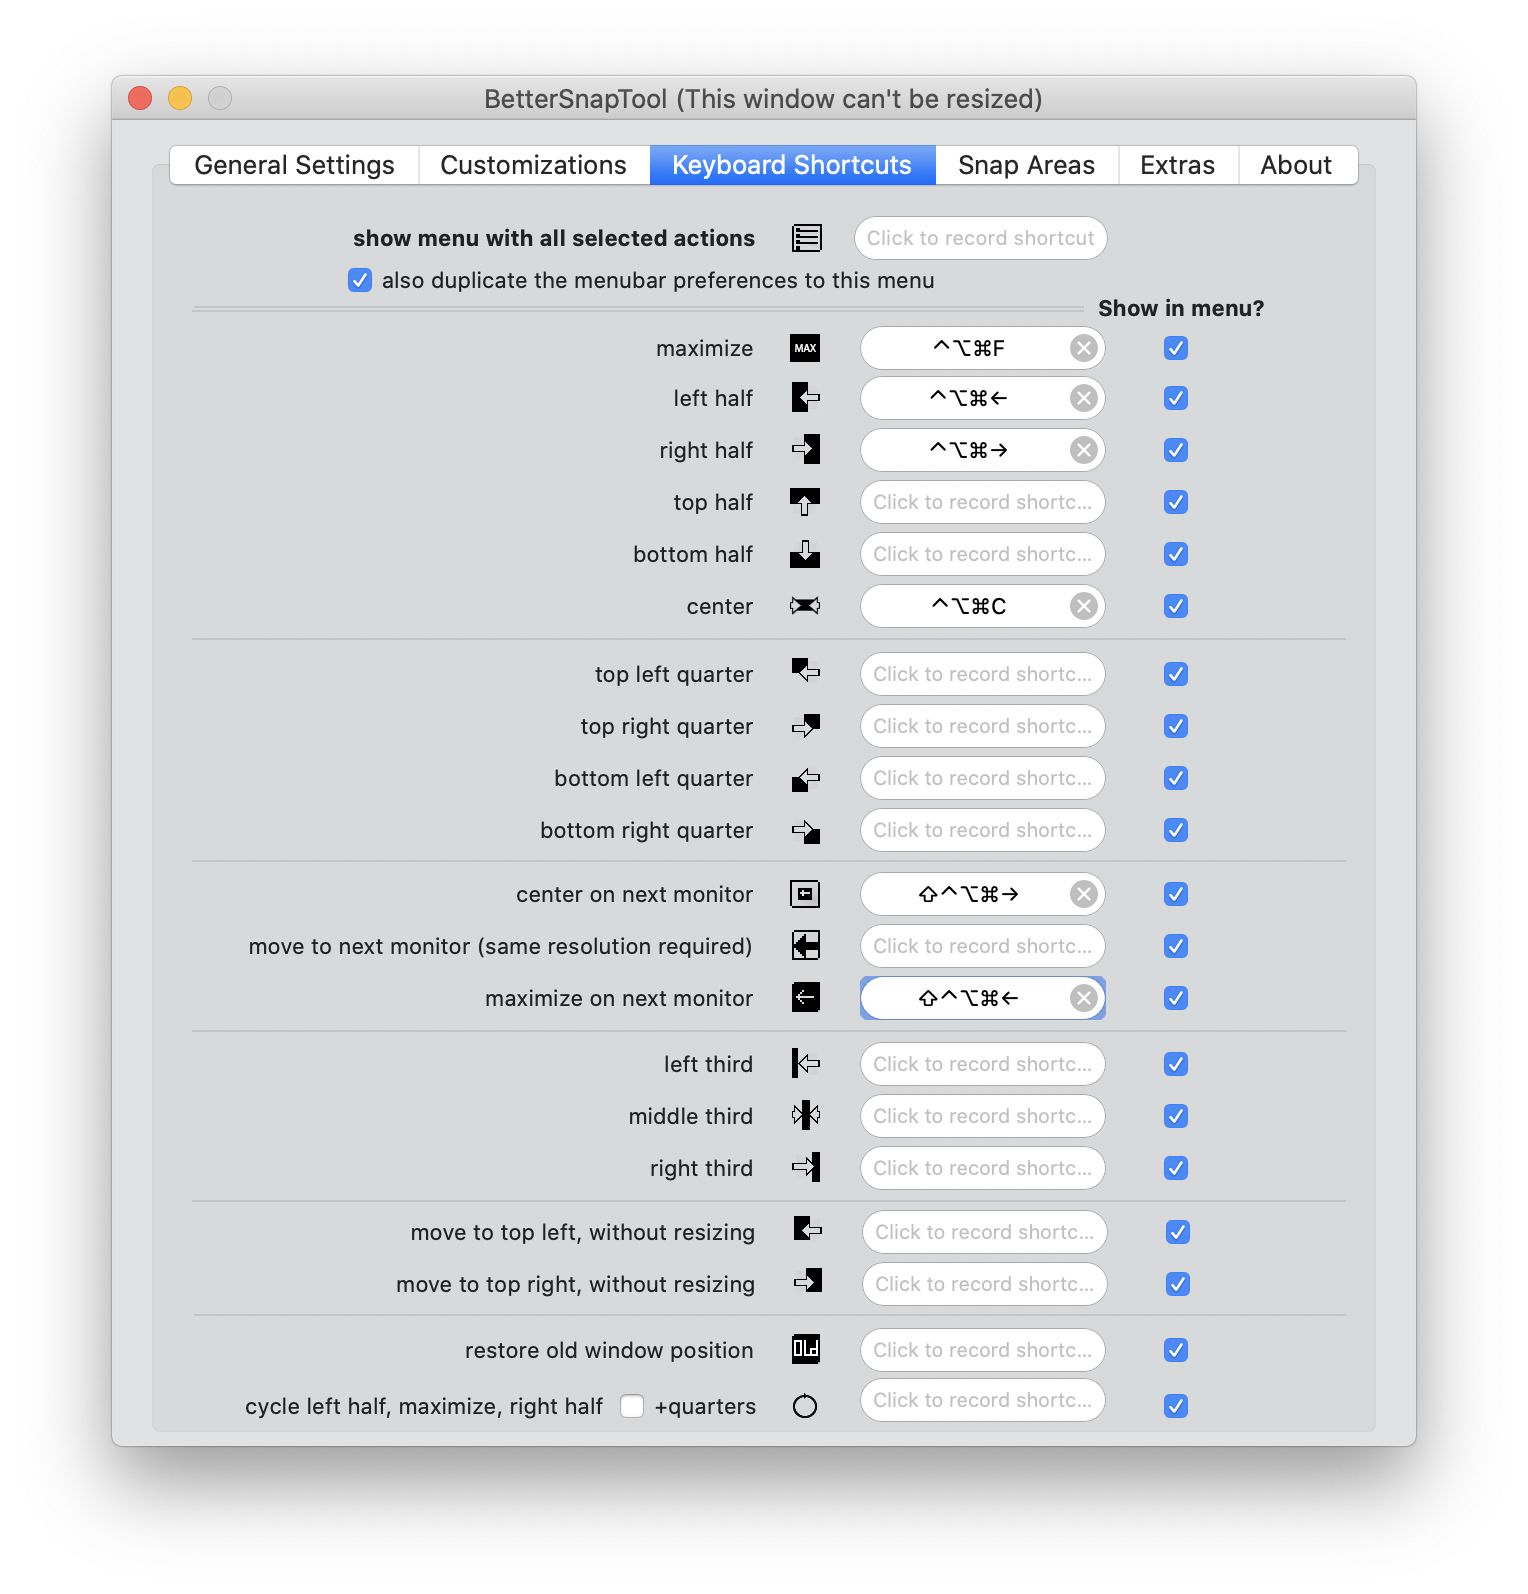 BetterSnapTool (This window can't be resized)
General Settings Customizations Keyboard Shortcuts Snap Areas Extras About
show menu with all selected actions Click to record shortcut
also duplicate the menubar preferences to this menu
Show in menu?
maximize MAX ^⌥⌘F
left half ^⌥⌘←
right half ^⌥⌘→
top half Click to record shortc...
bottom half Click to record shortc...
center ^⌥⌘C
top left quarter Click to record shortc...
top right quarter Click to record shortc...
bottom left quarter Click to record shortc...
bottom right quarter Click to record shortc...
center on next monitor ⇧^⌥⌘→
move to next monitor (same resolution required) Click to record shortc...
maximize on next monitor ⇧^⌥⌘←
left third Click to record shortc...
middle third Click to record shortc...
right third Click to record shortc...
move to top left, without resizing Click to record shortc...
move to top right, without resizing Click to record shortc...
restore old window position OLd Click to record shortc...
cycle left half, maximize, right half +quarters Click to record shortc...